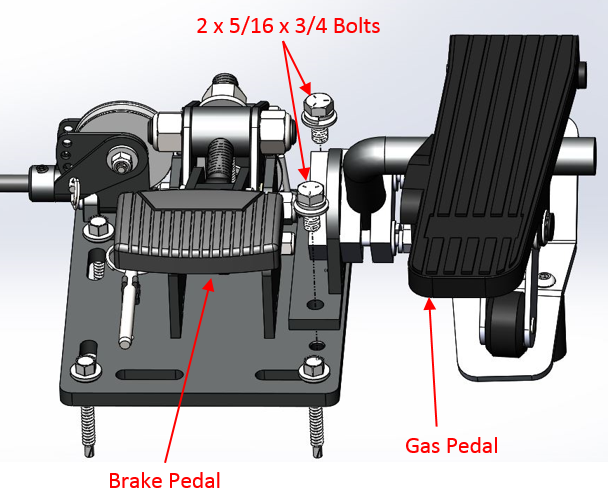 2 x 5/16 x 3/4 Bolts
Gas Pedal
Brake Pedal